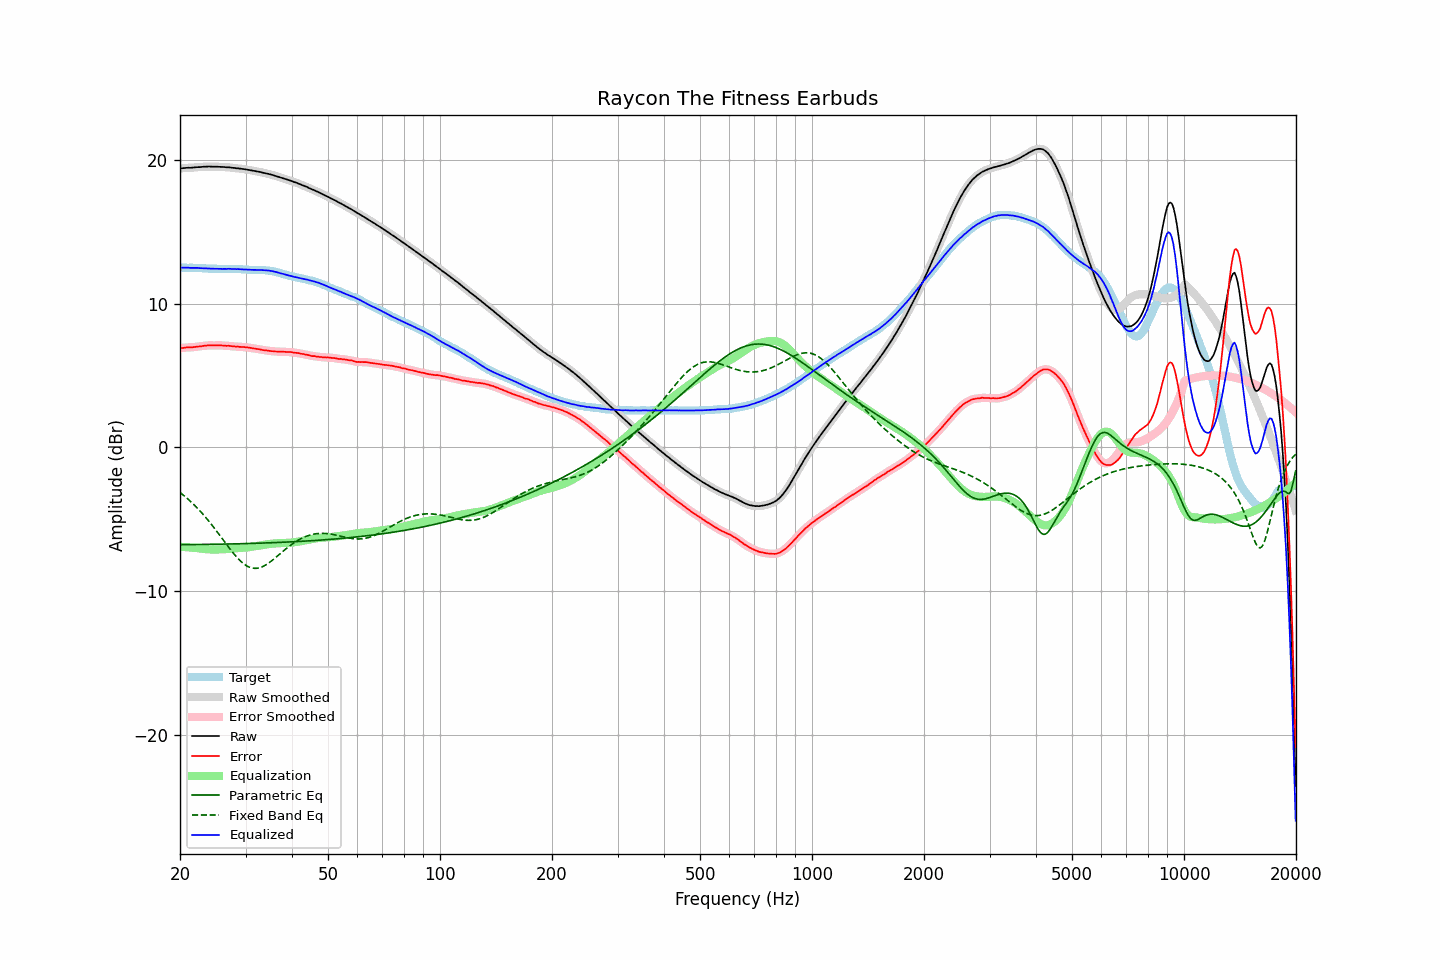 Raycon The Fitness Earbuds
Amplitude (dBr)
20
10
0
−10
−20
Target
Raw Smoothed
Error Smoothed
Raw
Error
Equalization
Parametric Eq
Fixed Band Eq
Equalized
20 50 100 200 500 1000 2000 5000 10000 20000
Frequency (Hz)